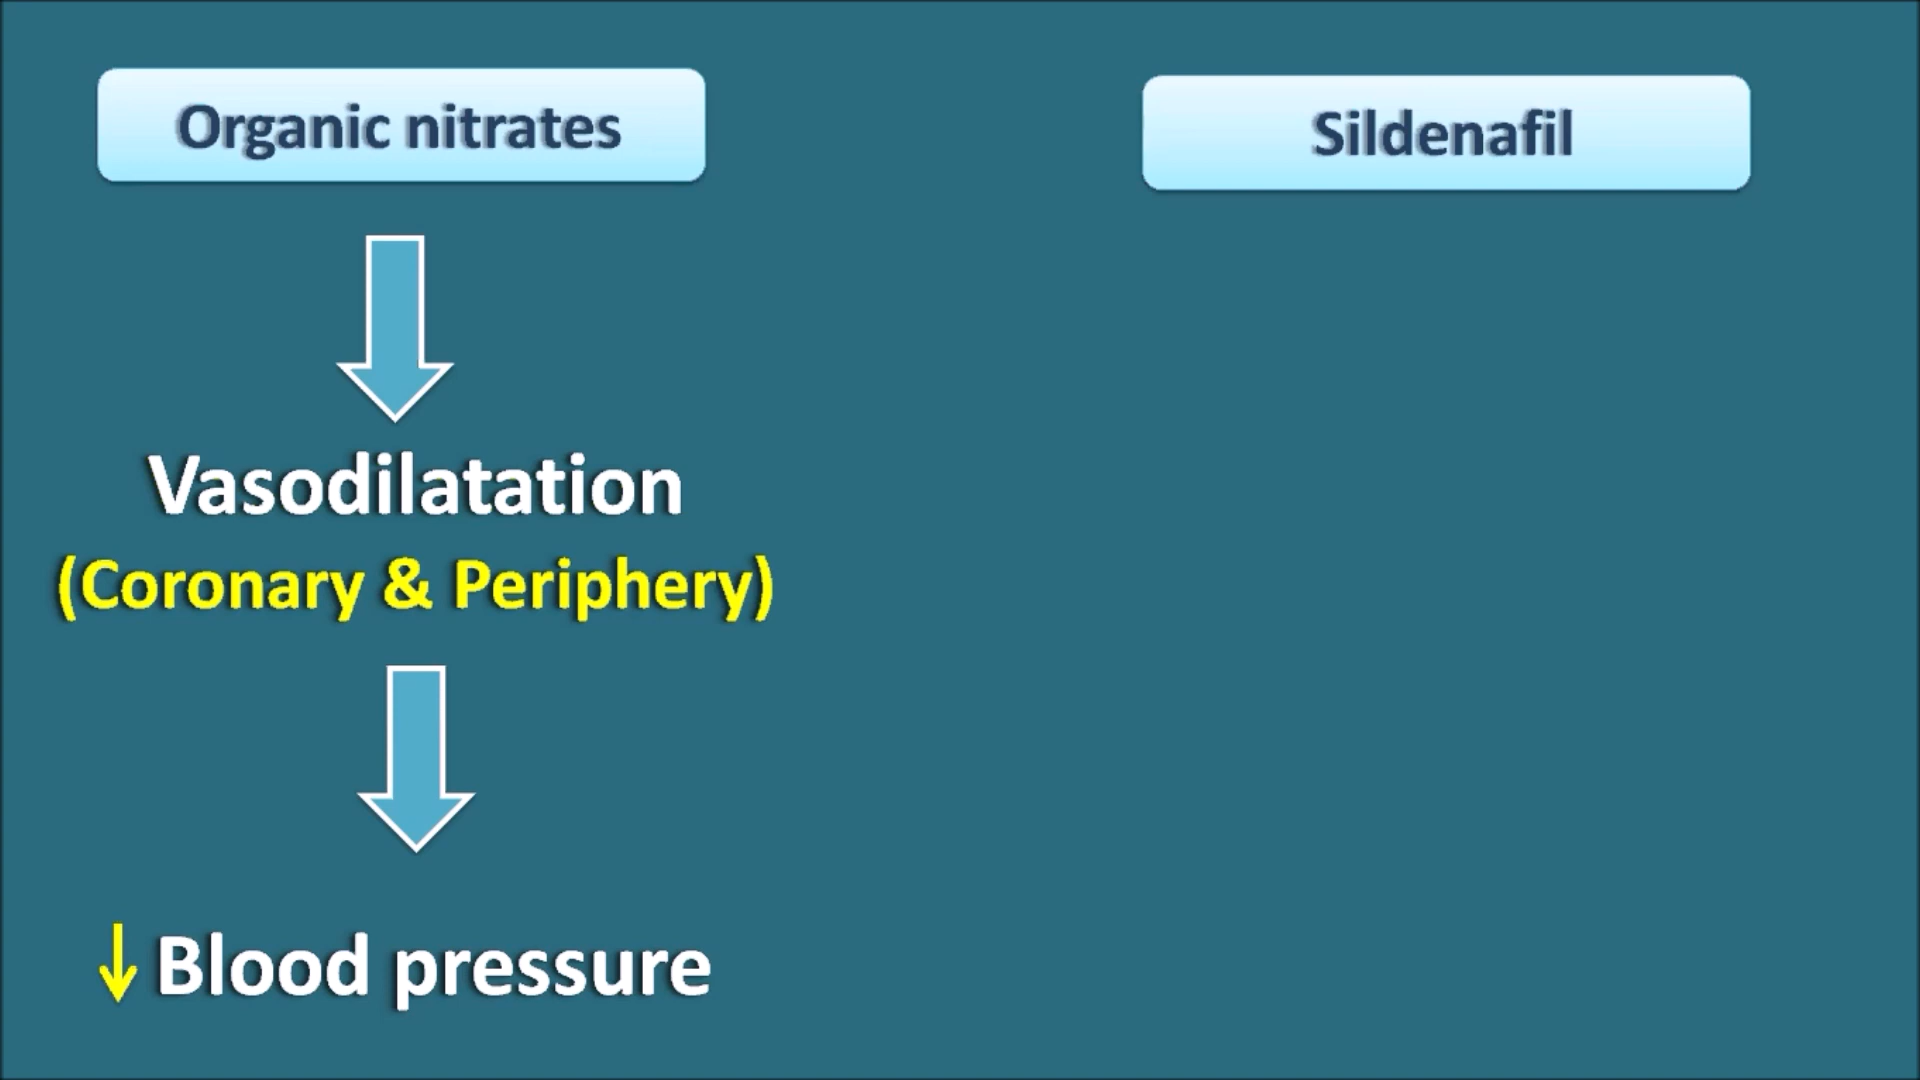 Organic nitrates
Sildenafil
Vasodilatation
(Coronary & Periphery)
↓ Blood pressure